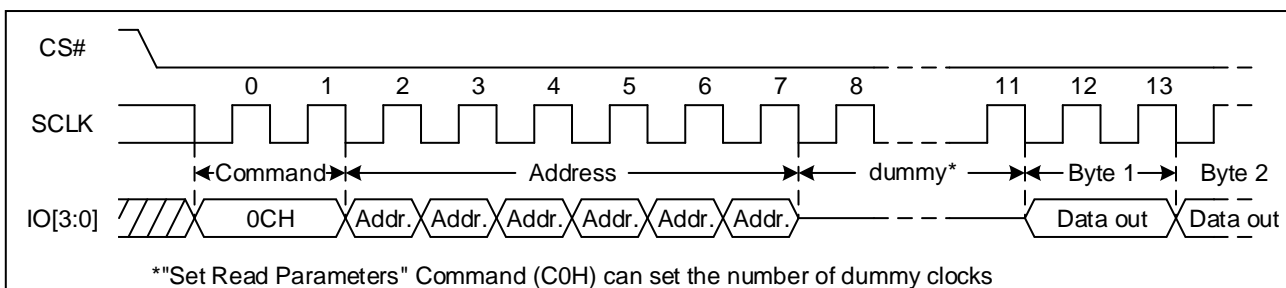 CS#
0 1 2 3 4 5 6 7 8 11 12 13
SCLK
Command Address dummy* Byte 1 Byte 2
IO[3:0] 0CH Addr. Addr. Addr. Addr. Addr. Addr. Data out Data out
*"Set Read Parameters" Command (C0H) can set the number of dummy clocks